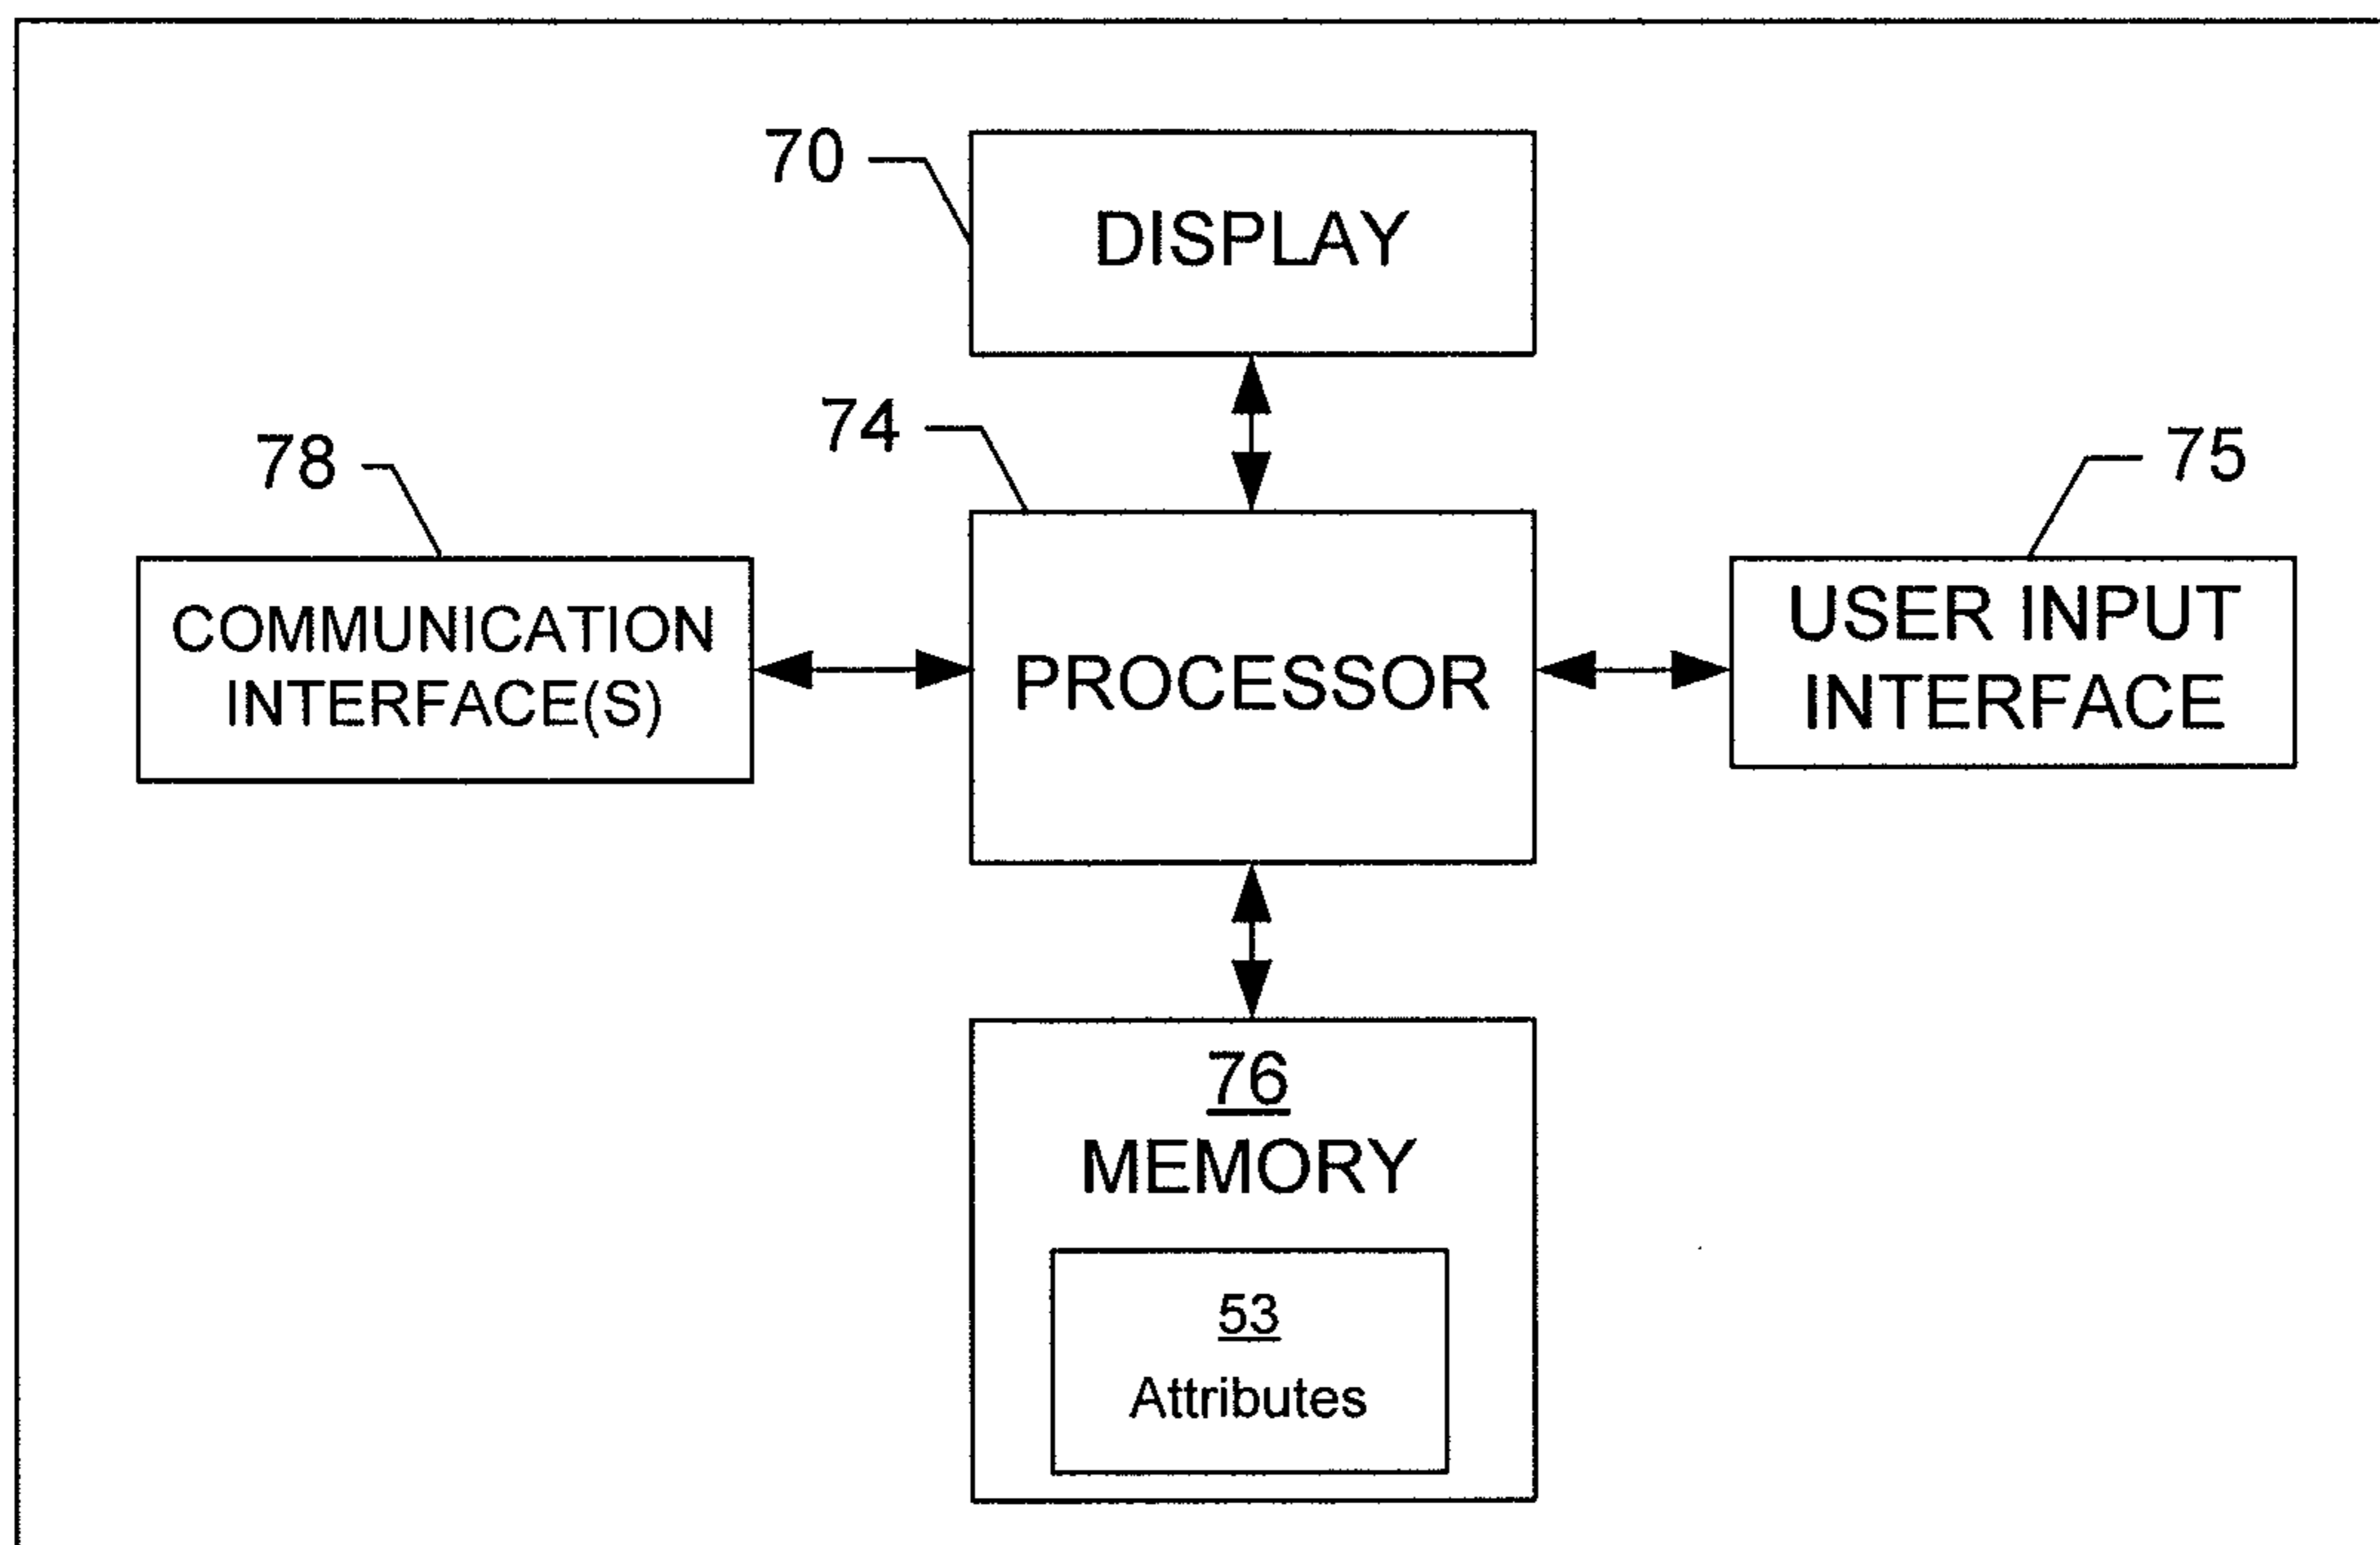 70
DISPLAY
74
78
75
COMMUNICATION
INTERFACE(S)
PROCESSOR
USER INPUT
INTERFACE
76
MEMORY
53
Attributes